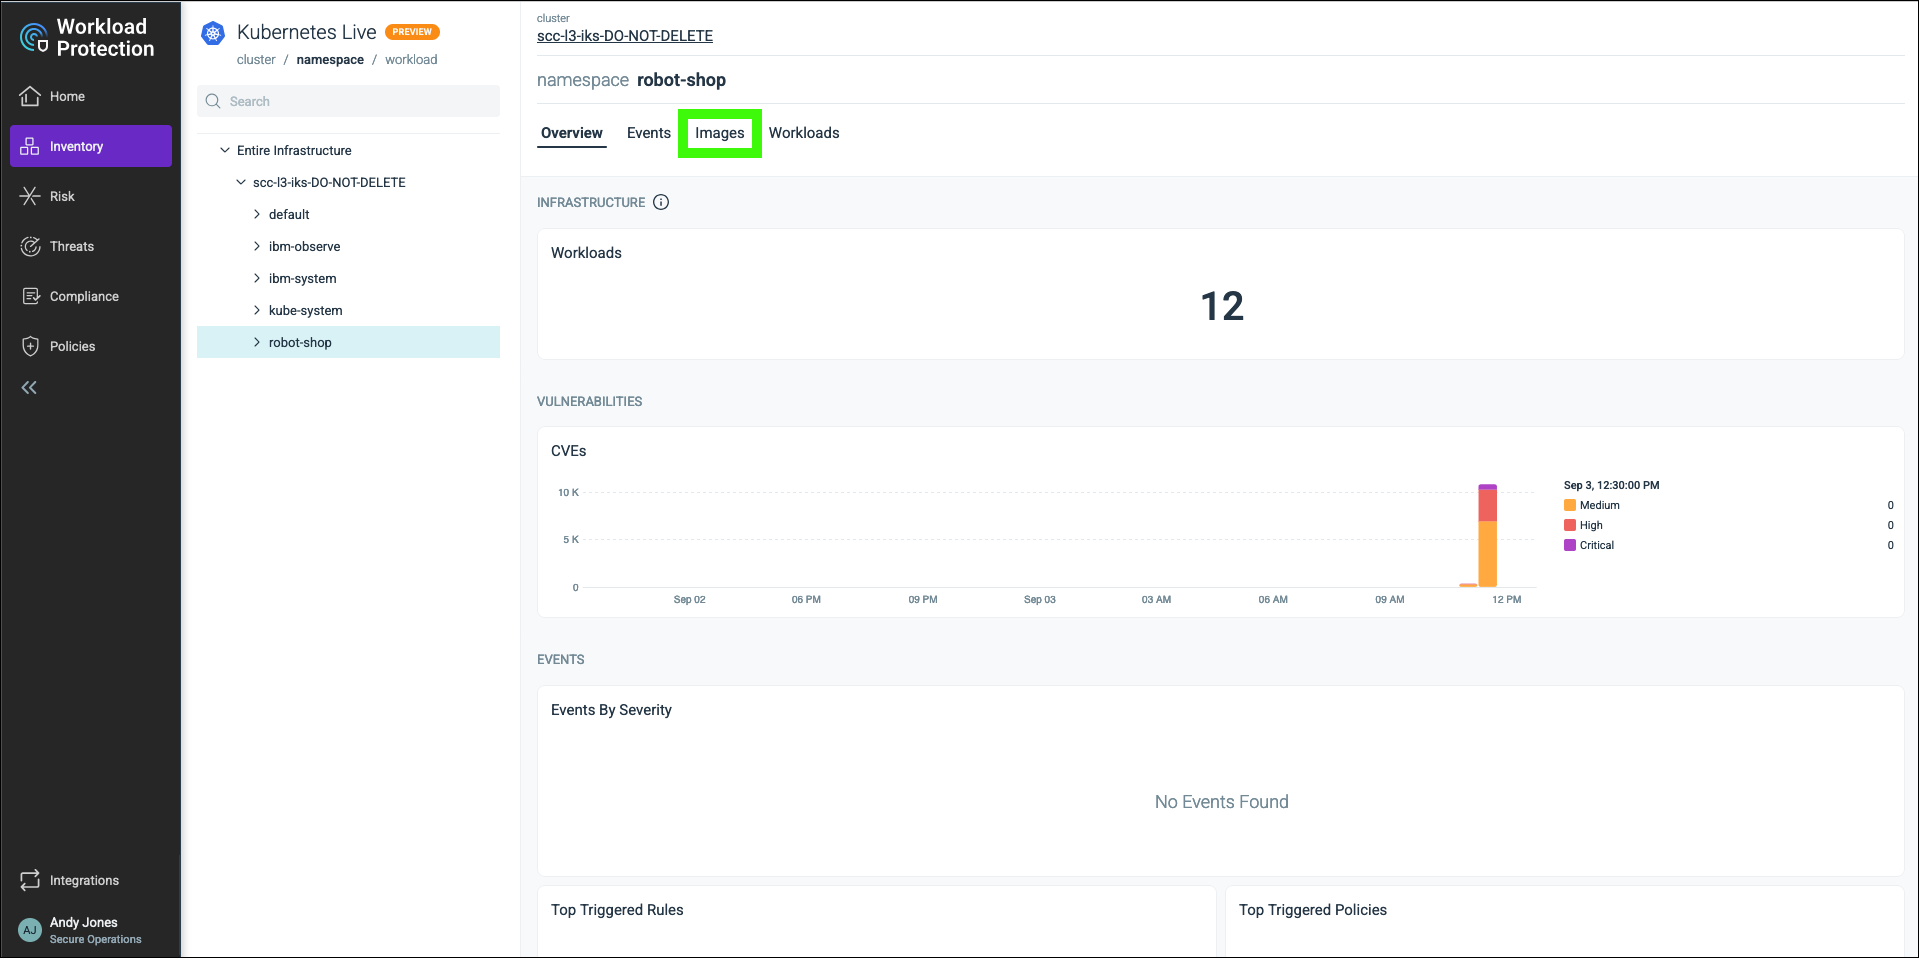 Workload
Protection
Home
Inventory
Risk
Threats
Compliance
Policies
Integrations
AJ
Andy Jones
Secure Operations
Kubernetes Live PREVIEW
cluster / namespace / workload
Search
Entire Infrastructure
scc-l3-iks-DO-NOT-DELETE
default
ibm-observe
ibm-system
kube-system
robot-shop
cluster
scc-l3-iks-DO-NOT-DELETE
namespace robot-shop
Overview Events Images Workloads
INFRASTRUCTURE
Workloads
12
VULNERABILITIES
CVEs
10 K
5 K
0
Sep 02 06 PM 09 PM Sep 03 03 AM 06 AM 09 AM 12 PM
Sep 3, 12:30:00 PM
Medium 0
High 0
Critical 0
EVENTS
Events By Severity
No Events Found
Top Triggered Rules
Top Triggered Policies